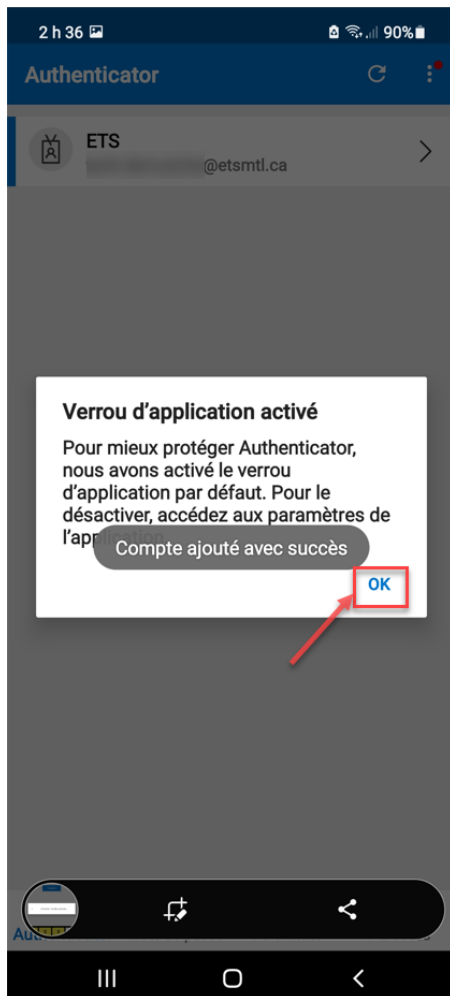 2 h 36
90%
Authenticator
ETS
@etsmtl.ca
Verrou d’application activé
Pour mieux protéger Authenticator,
nous avons activé le verrou
d’application par défaut. Pour le
désactiver, accédez aux paramètres de
l’application.
Compte ajouté avec succès
OK